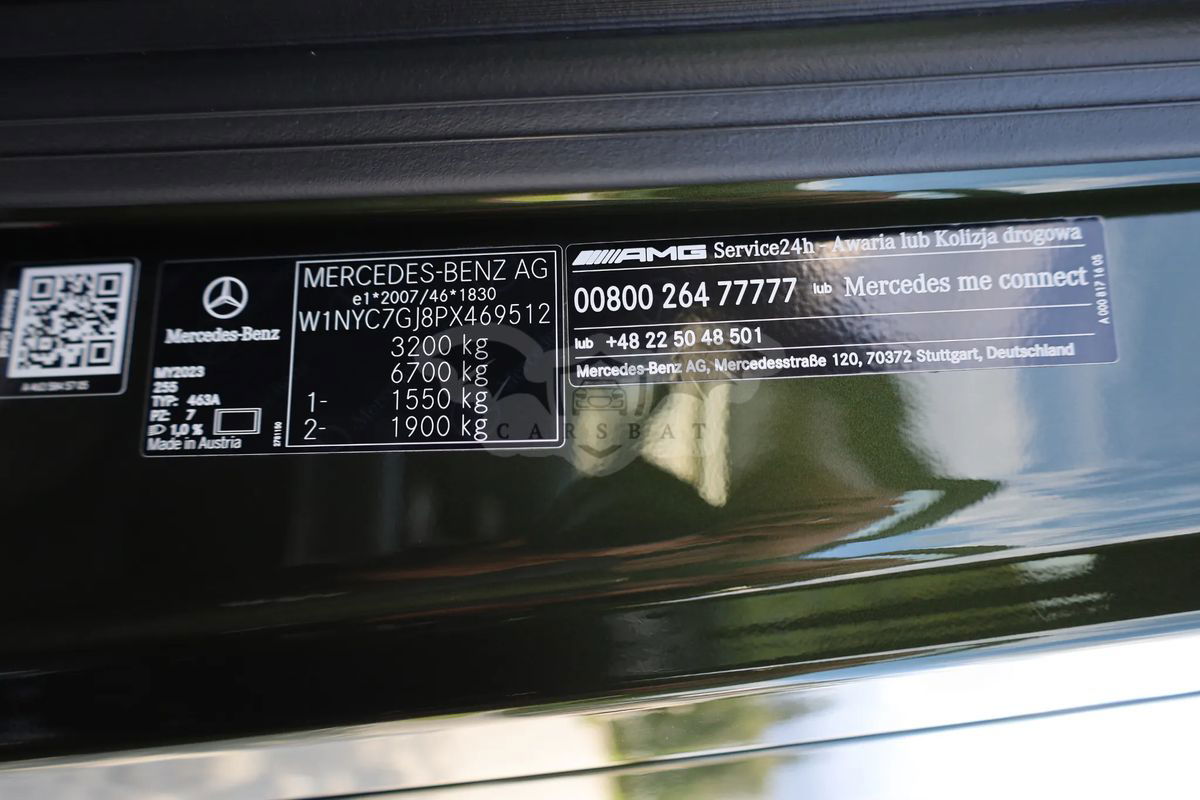 Mercedes-Benz
MY2023
255
TYP: 463A
PZ: 7
1,0 %
Made in Austria
2781150
MERCEDES-BENZ AG
e1*2007/46*1830
W1NYC7GJ8PX469512
3200 kg
6700 kg
1- 1550 kg
2- 1900 kg
AMG Service24h - Awaria lub Kolizja drogowa
00800 264 77777 lub Mercedes me connect
lub +48 22 50 48 501
Mercedes-Benz AG, Mercedesstraße 120, 70372 Stuttgart, Deutschland
A 000 817 16 05
CARSBAT